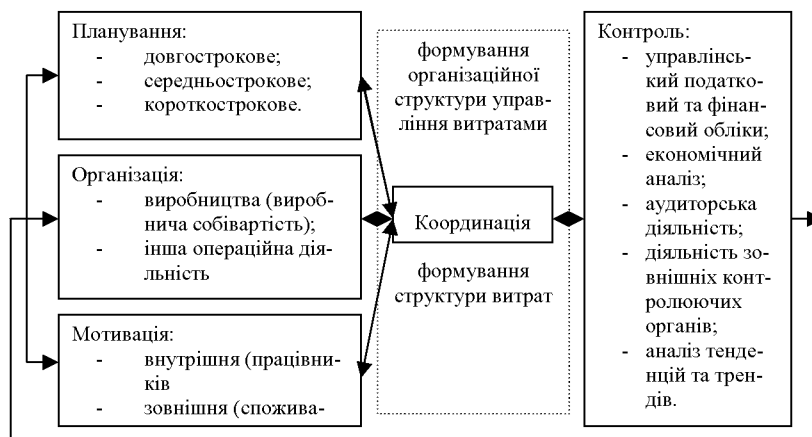 Планування:
- довгострокове;
- середньострокове;
- короткострокове.
Організація:
- виробництва (вироб-
нича собівартість);
- інша операційна ді-
яльність
Мотивація:
- внутрішня (працівни-
ків
- зовнішня (спожива-
формування
організаційної
структури управ-
ління витратами
Координація
формування
структури витрат
Контроль:
- управлінсь-
кий податко-
вий та фінан-
совий обліки;
- економічний
аналіз;
- аудиторська
діяльність;
- діяльність зо-
внішніх конт-
ролюючих
органів;
- аналіз тенде-
нцій та трен-
дів.